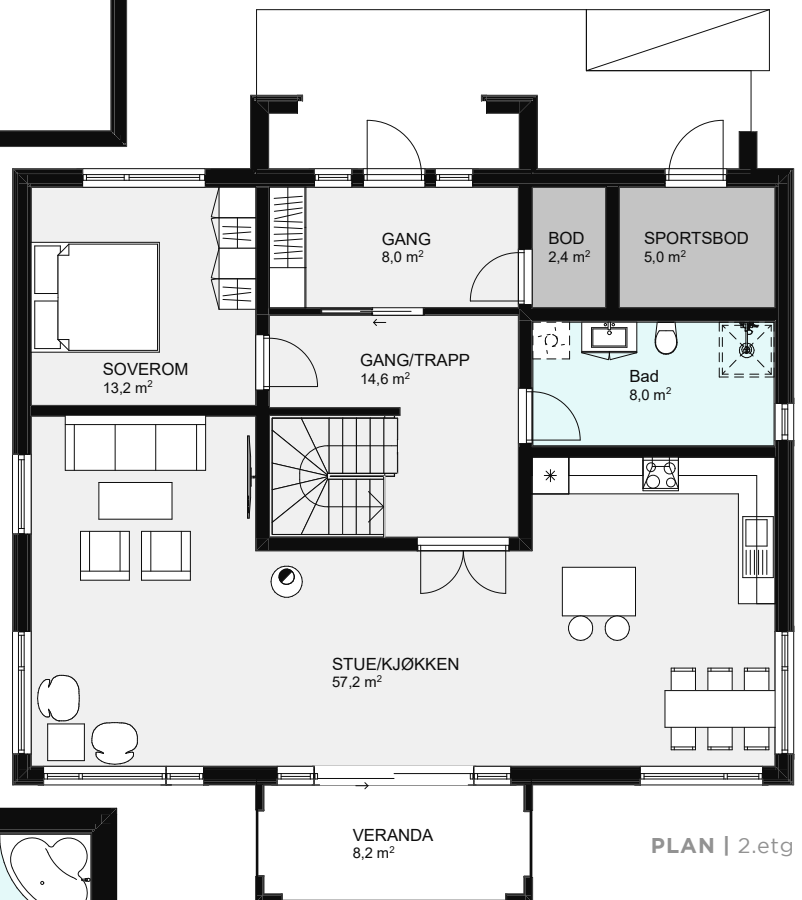 GANG
8,0 m²
BOD
2,4 m²
SPORTSBOD
5,0 m²
SOVEROM
13,2 m²
GANG/TRAPP
14,6 m²
Bad
8,0 m²
STUE/KJØKKEN
57,2 m²
VERANDA
8,2 m²
PLAN | 2.etg